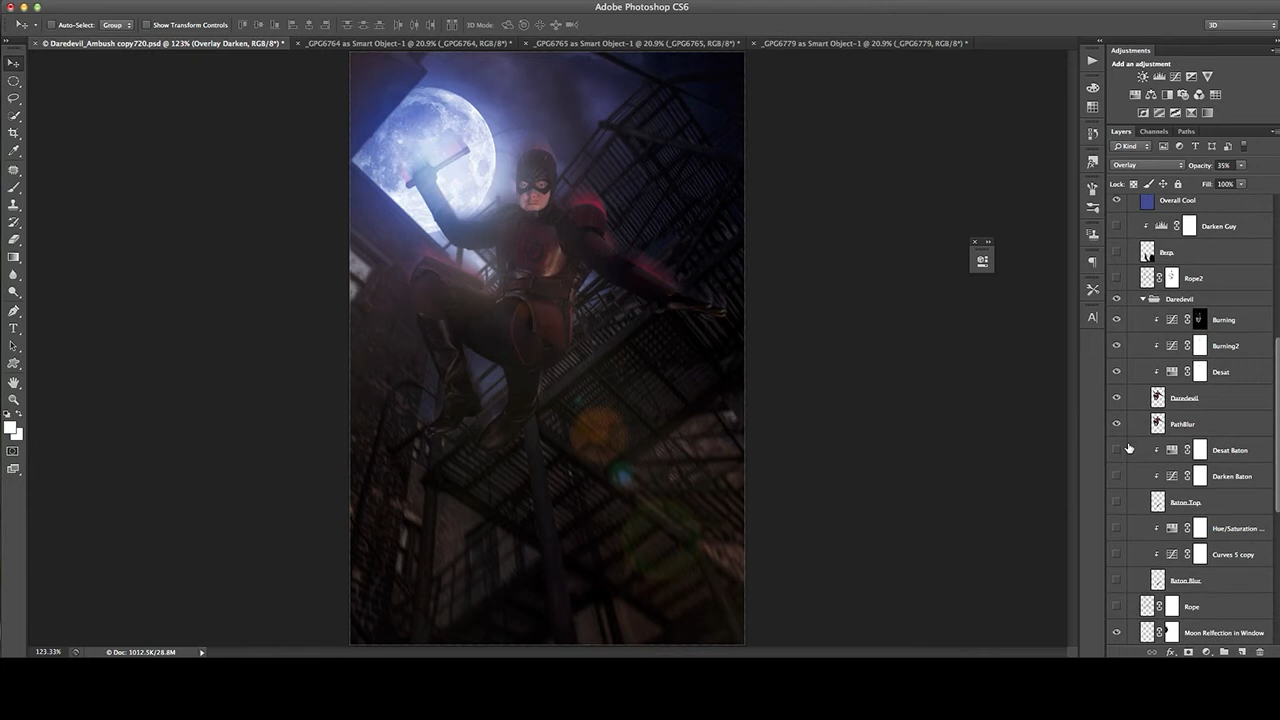 Adobe Photoshop CS6
Auto-Select: Group Show Transform Controls 3D Mode: 3D
© Daredevil_Ambush copy720.psd @ 123% (Overlay Darken, RGB/8*) * _GPG6764 as Smart Object-1 @ 20.9% (_GPG6764, RGB/8*) * _GPG6765 as Smart Object-1 @ 20.9% (_GPG6765, RGB/8*) * _GPG6779 as Smart Object-1 @ 20.9% (_GPG6779, RGB/8*) *
Adjustments
Add an adjustment
Layers Channels Paths
Kind
Overlay Opacity: 35%
Lock: Fill: 100%
Overall Cool
Darken Guy
Perp
Rope2
Daredevil
Burning
Burning2
Desat
Daredevil
PathBlur
Desat Baton
Darken Baton
Baton Top
Hue/Saturation ...
Curves 5 copy
Baton Blur
Rope
Moon Relfection in Window
123.33% Doc: 1012.5K/28.8M